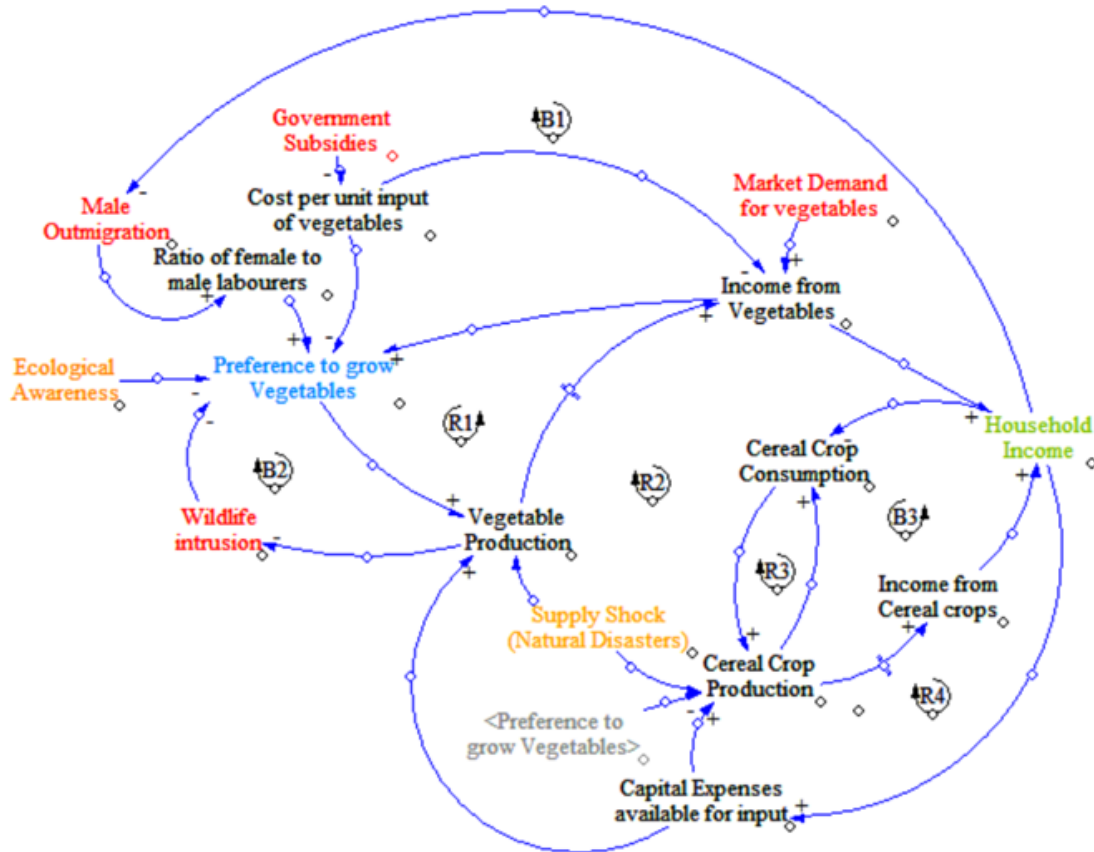 B1
Government
Subsidies
-
Cost per unit input
of vegetables
Market Demand
for vegetables
-
Male
Outmigration
Ratio of female to
male labourers
+
+
-
-
+
Income from
Vegetables
+
+
Ecological
Awareness
Preference to grow
Vegetables
-
-
R1
B2
R2
Household
Income
+
+
Cereal Crop
Consumption
-
+
B3
Wildlife
intrusion
-
Vegetable
Production
+
+
R3
Income from
Cereal crops
+
Supply Shock
(Natural Disasters)
Cereal Crop
Production
+
-
+
R4
<Preference to
grow Vegetables>
Capital Expenses
available for input
+